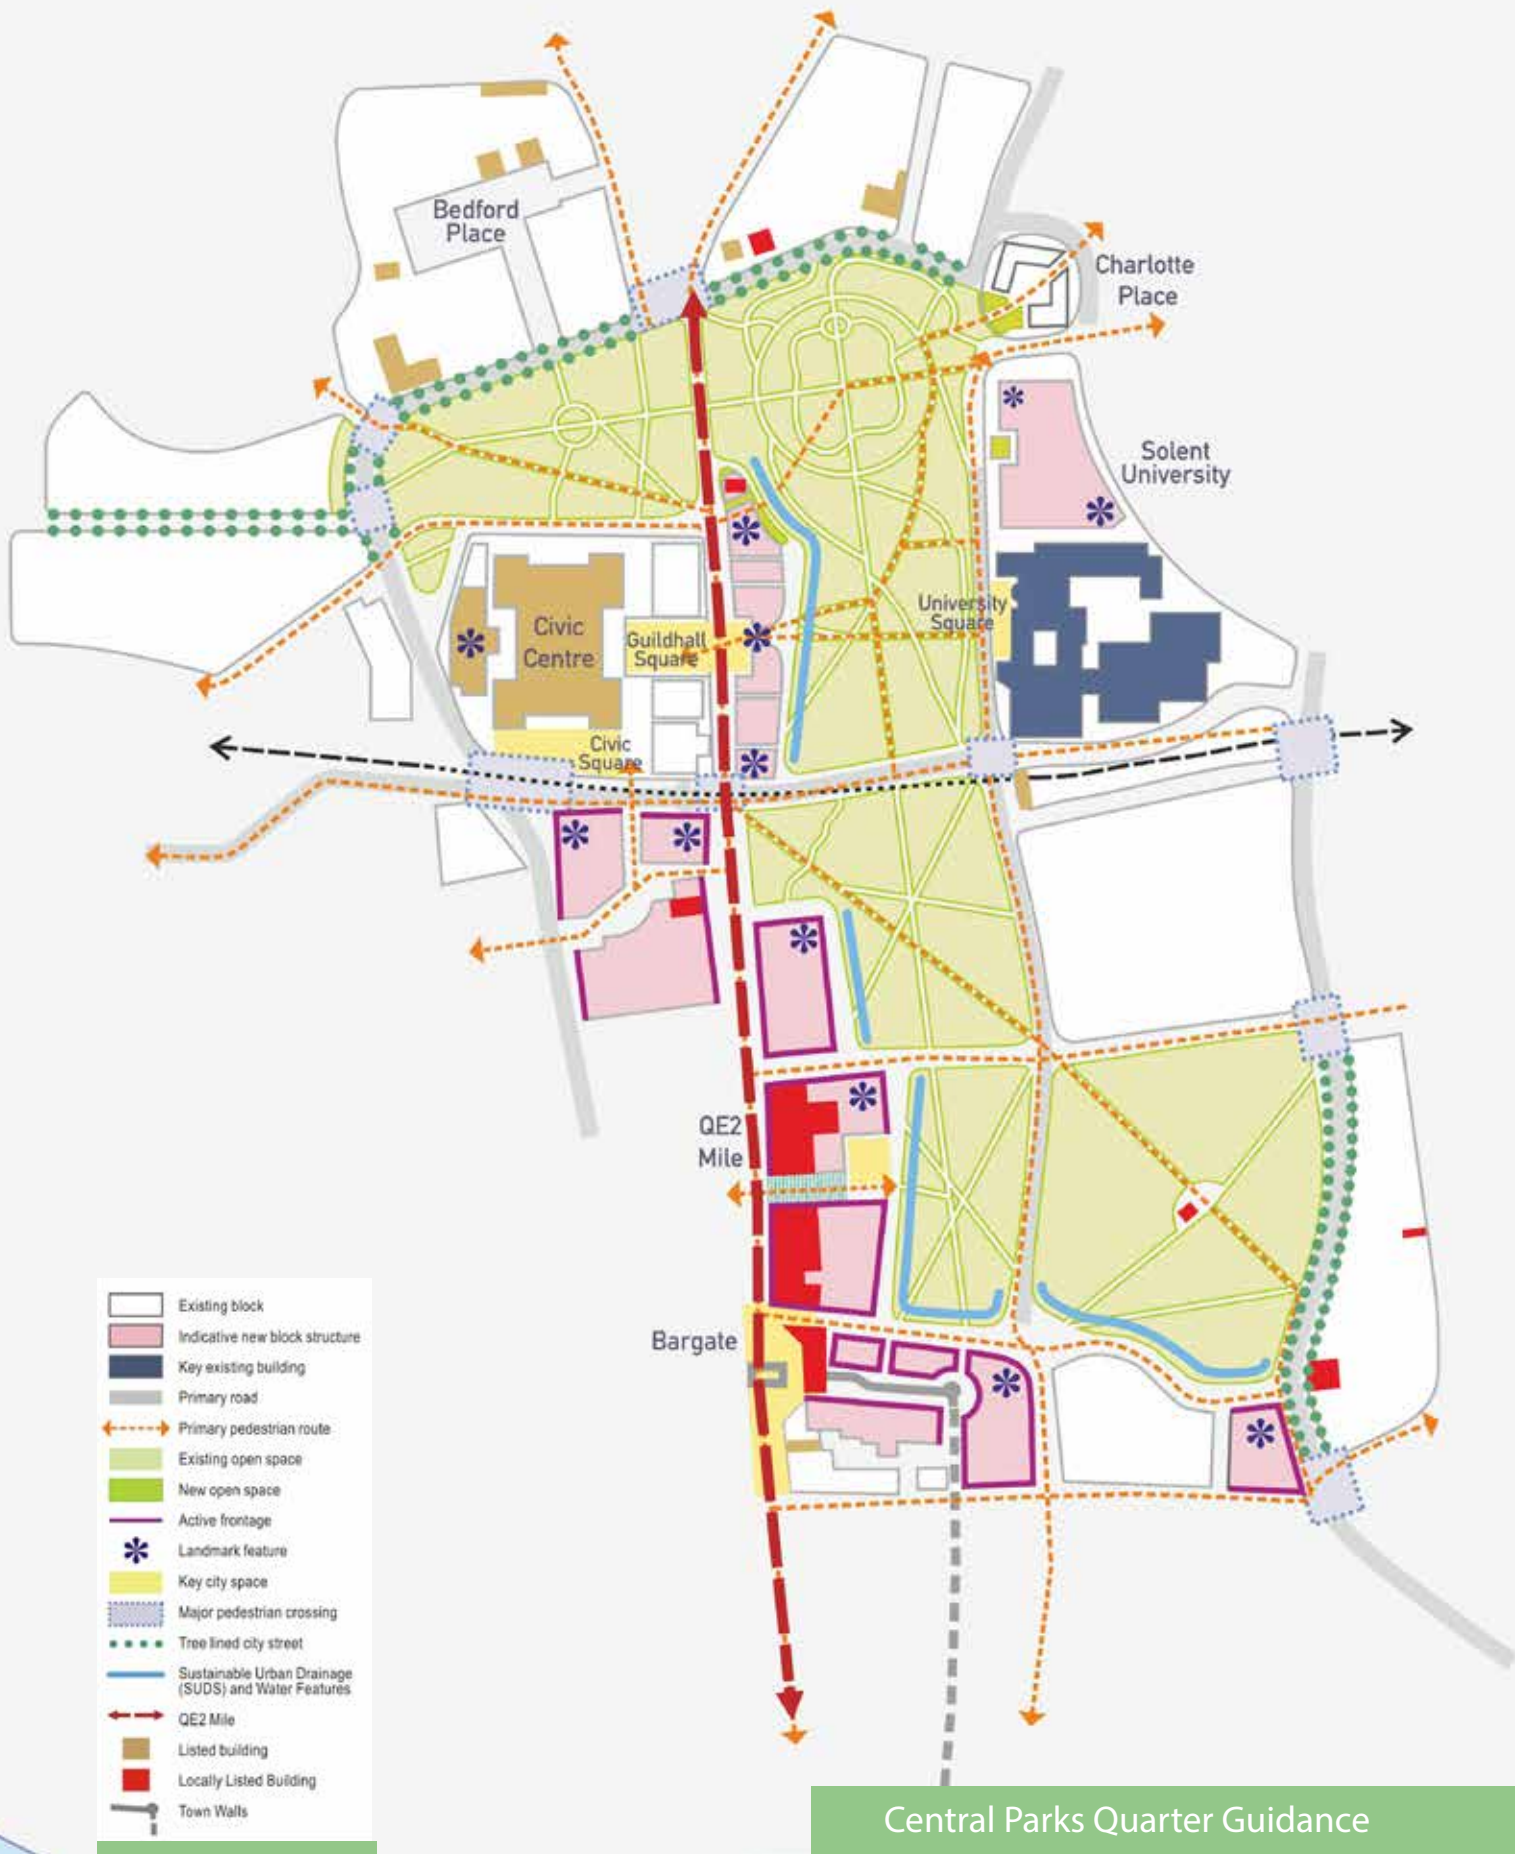 Bedford
Place
Charlotte
Place
Solent
University
University
Square
Civic
Centre
Guildhall
Square
Civic
Square
QE2
Mile
Bargate
Existing block
Indicative new block structure
Key existing building
Primary road
Primary pedestrian route
Existing open space
New open space
Active frontage
Landmark feature
Key city space
Major pedestrian crossing
Tree lined city street
Sustainable Urban Drainage
(SUDS) and Water Features
QE2 Mile
Listed building
Locally Listed Building
Town Walls
Central Parks Quarter Guidance